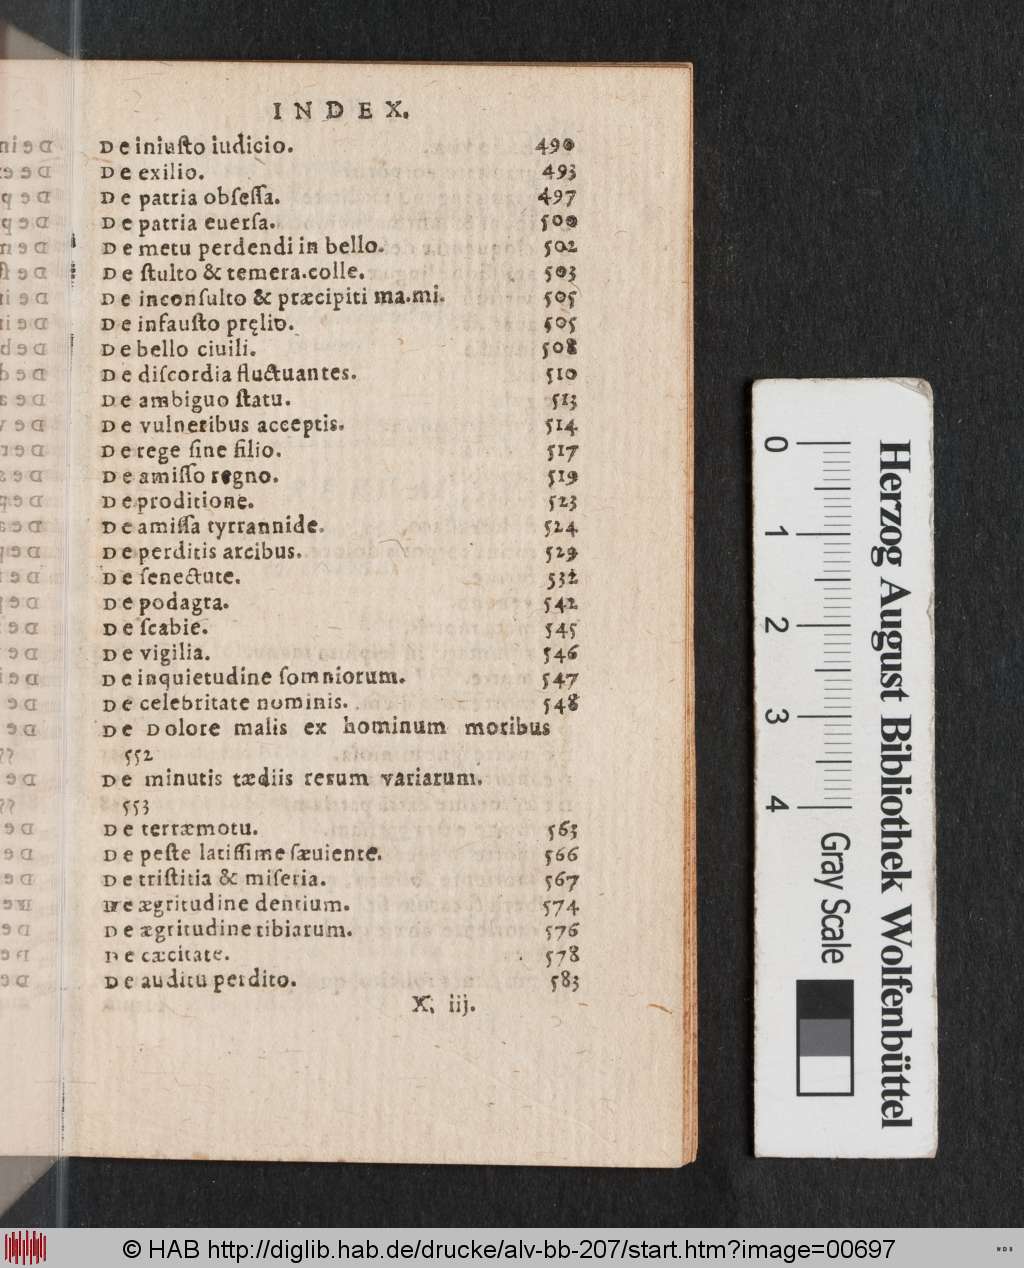 INDEX.
De iniusto iudicio. 490
De exilio. 493
De patria obsessa. 497
De patria euersa. 500
De metu perdendi in bello. 502
De stulto & temera.colle. 503
De inconsulto & præcipiti ma.mi. 505
De infausto pręlio. 505
De bello ciuili. 508
De discordia fluctuantes. 510
De ambiguo statu. 513
De vulneribus acceptis. 514
De rege sine filio. 517
De amisso regno. 519
De proditione. 523
De amissa tyrrannide. 524
De perditis arcibus. 529
De senectute. 532
De podagra. 542
De scabie. 545
De vigilia. 546
De inquietudine somniorum. 547
De celebritate nominis. 548
De Dolore malis ex hominum moribus
552
De minutis tædiis rerum variarum.
553
De terræmotu. 563
De peste latissime sæuiente. 566
De tristitia & miseria. 567
De ægritudine dentium. 574
De ægritudine tibiarum. 576
De cæcitate. 578
De auditu perdito. 583
X. iij.
Herzog August Bibliothek Wolfenbüttel
0 1 2 3 4
Gray Scale
© HAB http://diglib.hab.de/drucke/alv-bb-207/start.htm?image=00697